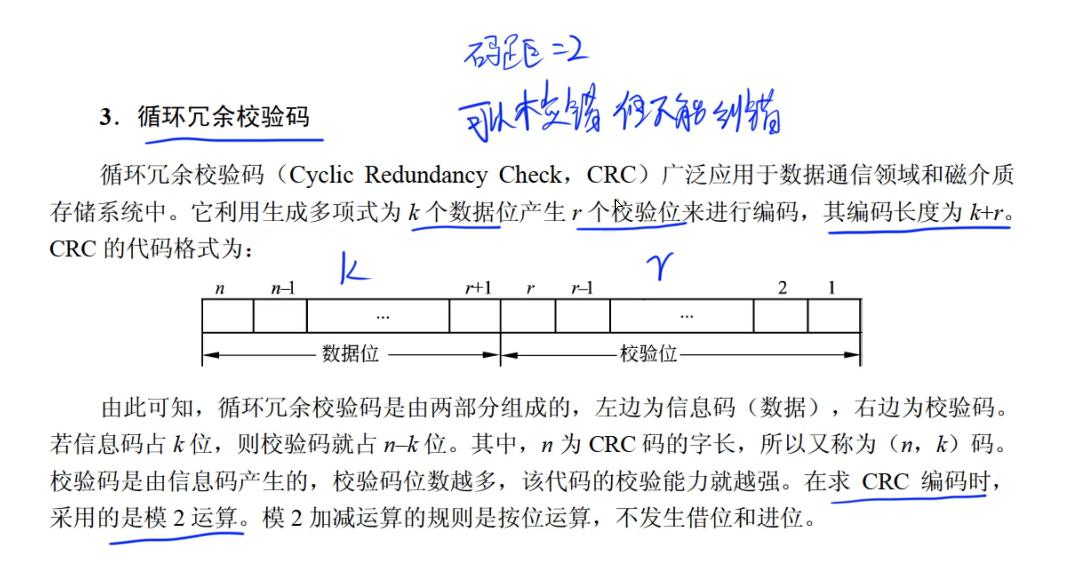 码距=2
可以检错 但不能纠错
3．循环冗余校验码
循环冗余校验码（Cyclic Redundancy Check，CRC）广泛应用于数据通信领域和磁介质
存储系统中。它利用生成多项式为 k 个数据位产生 r 个校验位来进行编码，其编码长度为 k+r。
CRC 的代码格式为：
k r
n n–1 r+1 r r–1 2 1
... ...
数据位 校验位
由此可知，循环冗余校验码是由两部分组成的，左边为信息码（数据），右边为校验码。
若信息码占 k 位，则校验码就占 n–k 位。其中，n 为 CRC 码的字长，所以又称为（n，k）码。
校验码是由信息码产生的，校验码位数越多，该代码的校验能力就越强。在求 CRC 编码时，
采用的是模 2 运算。模 2 加减运算的规则是按位运算，不发生借位和进位。